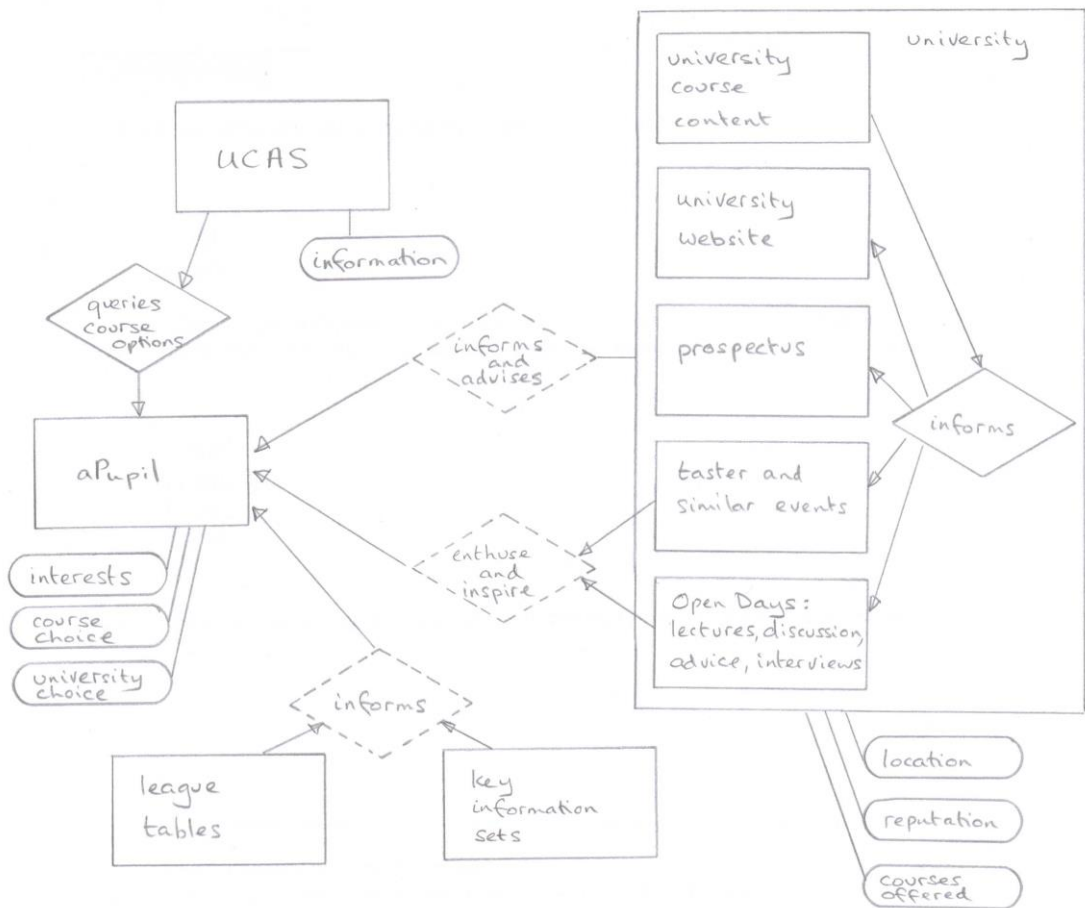 university
university
course
content
UCAS
university
website
information
queries
course
options
informs
and
advises
prospectus
informs
aPupil
taster and
similar events
enthuse
and
inspire
interests
course
choice
university
choice
Open Days:
lectures, discussion,
advice, interviews
informs
league
tables
key
information
sets
location
reputation
courses
offered